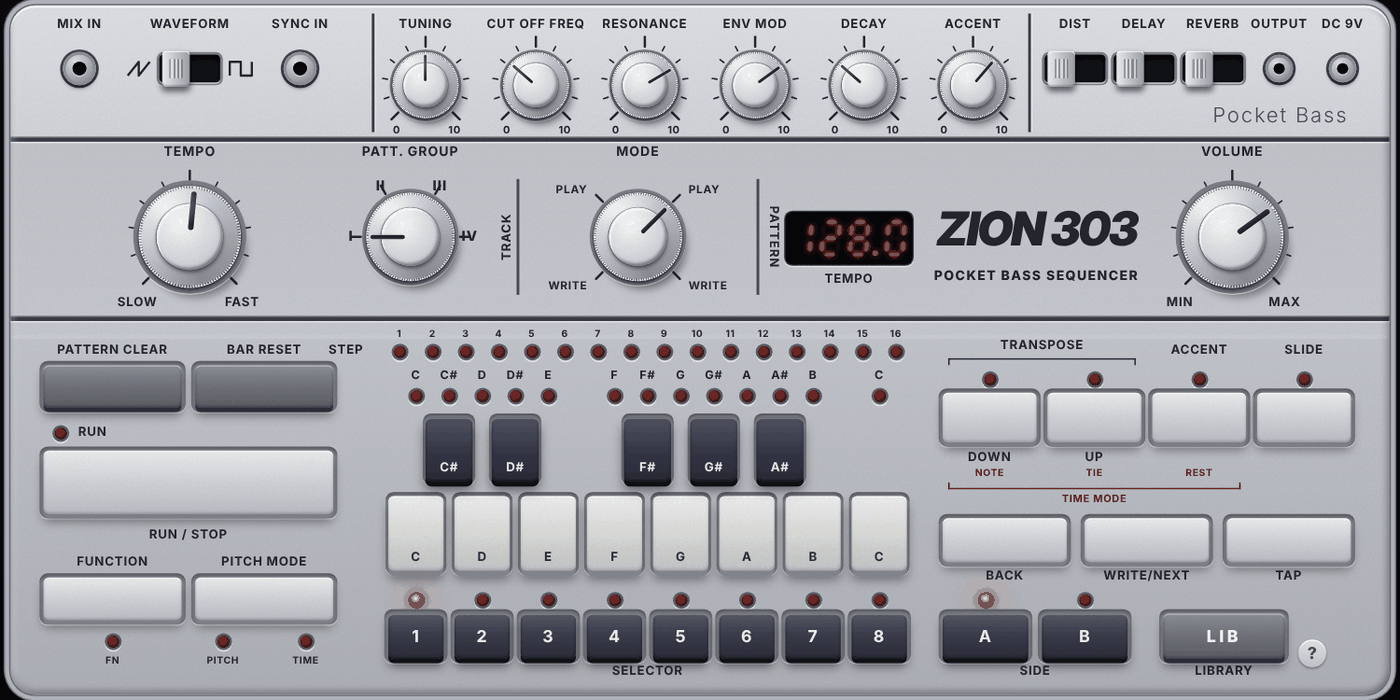 MIX IN WAVEFORM SYNC IN TUNING CUT OFF FREQ RESONANCE ENV MOD DECAY ACCENT DIST DELAY REVERB OUTPUT DC 9V
0 10 0 10 0 10 0 10 0 10 0 10
Pocket Bass
TEMPO PATT. GROUP MODE VOLUME
II III
I IV
SLOW FAST
TRACK
PLAY PLAY
WRITE WRITE
PATTERN
128.0
TEMPO
ZION 303
POCKET BASS SEQUENCER
MIN MAX
PATTERN CLEAR BAR RESET STEP
1 2 3 4 5 6 7 8 9 10 11 12 13 14 15 16
C C# D D# E F F# G G# A A# B C
C# D# F# G# A#
C D E F G A B C
RUN
RUN / STOP
FUNCTION PITCH MODE
FN PITCH TIME
1 2 3 4 5 6 7 8
SELECTOR
TRANSPOSE ACCENT SLIDE
DOWN UP
NOTE TIE REST
TIME MODE
BACK WRITE/NEXT TAP
A B LIB ?
SIDE LIBRARY